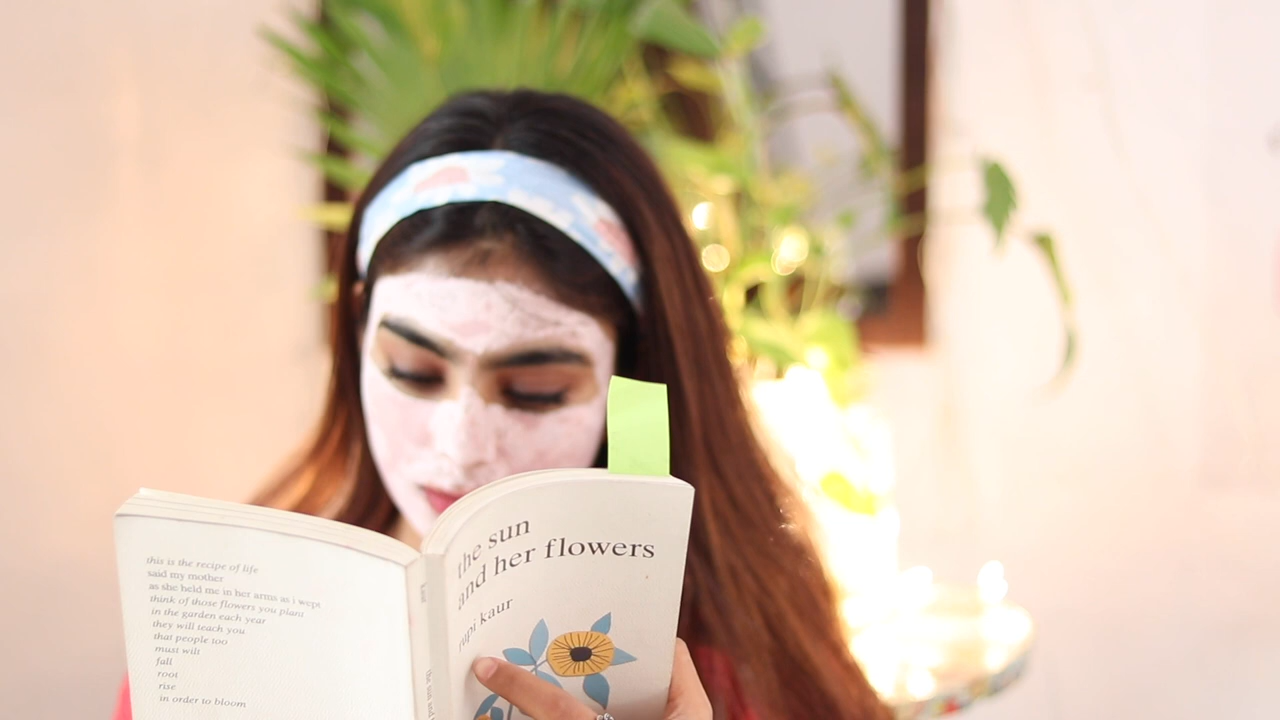 this is the recipe of life
said my mother
as she held me in her arms as i wept
think of those flowers you plant
in the garden each year
they will teach you
that people too
must wilt
fall
root
rise
in order to bloom
the sun
and her flowers
rupi kaur